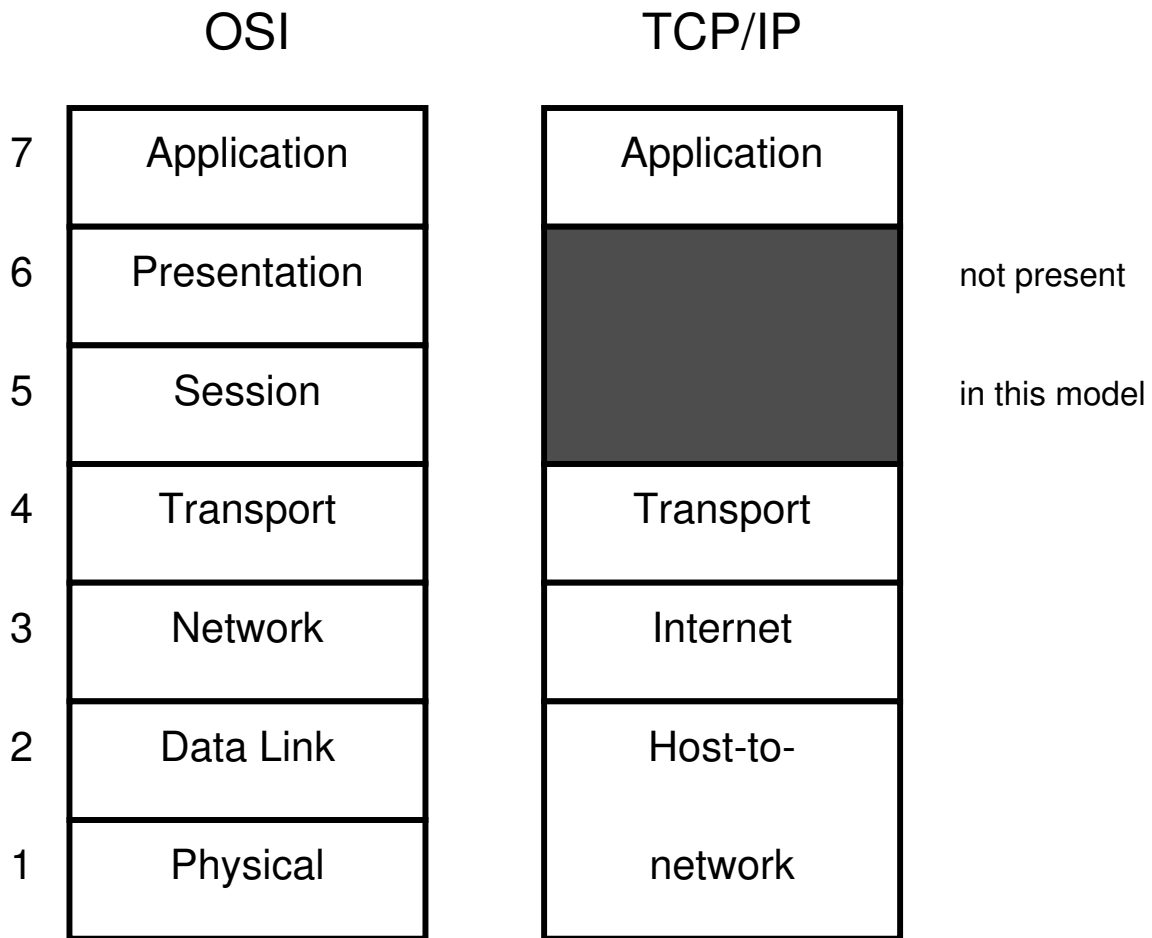 OSI TCP/IP
7 Application Application
6 Presentation not present
5 Session in this model
4 Transport Transport
3 Network Internet
2 Data Link Host-to-
1 Physical network